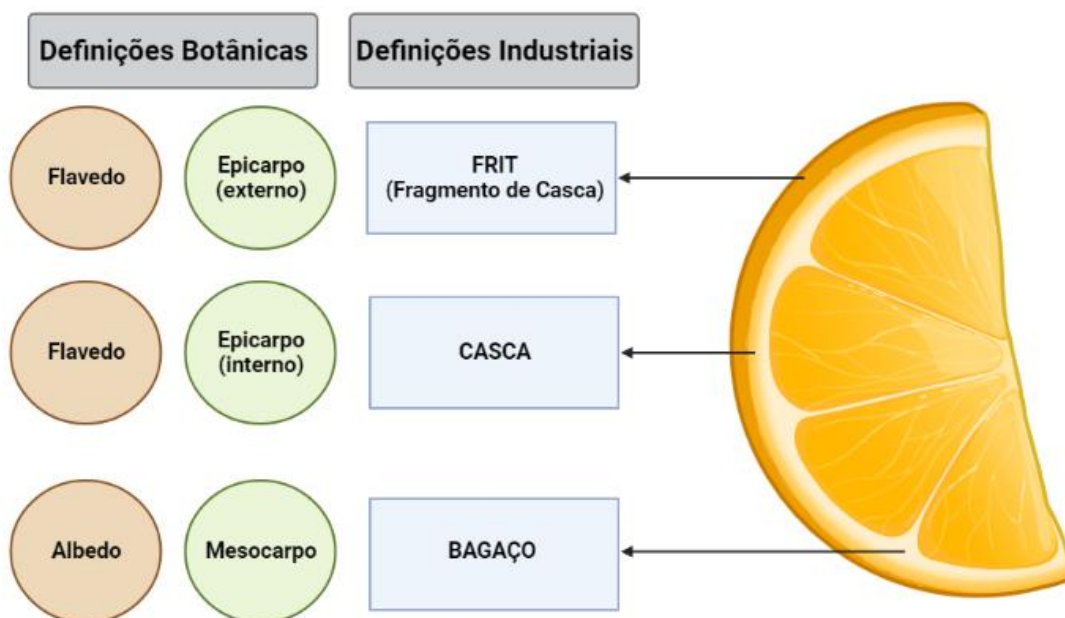 Definições Botânicas
Definições Industriais
Flavedo
Epicarpo
(externo)
FRIT
(Fragmento de Casca)
Flavedo
Epicarpo
(interno)
CASCA
Albedo
Mesocarpo
BAGAÇO